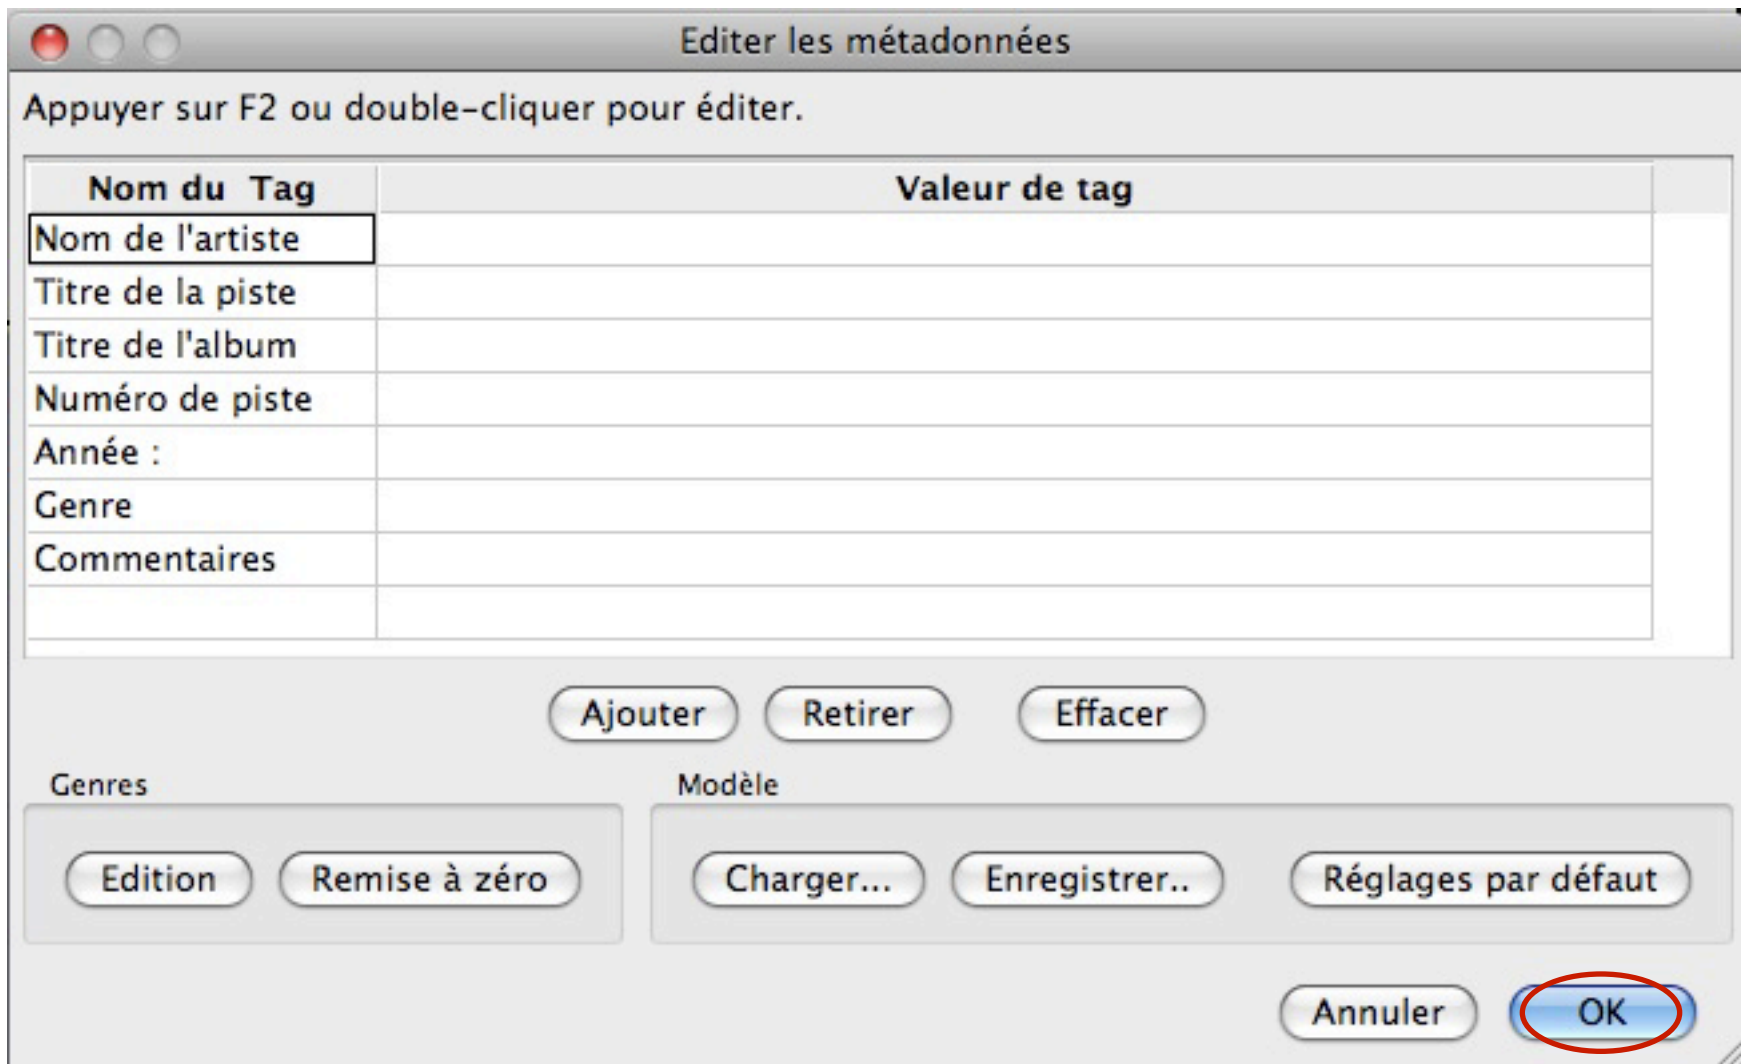 Editer les métadonnées
Appuyer sur F2 ou double-cliquer pour éditer.
Nom du Tag Valeur de tag
Nom de l'artiste
Titre de la piste
Titre de l'album
Numéro de piste
Année :
Genre
Commentaires
Ajouter Retirer Effacer
Genres Modèle
Edition Remise à zéro Charger... Enregistrer.. Réglages par défaut
Annuler OK